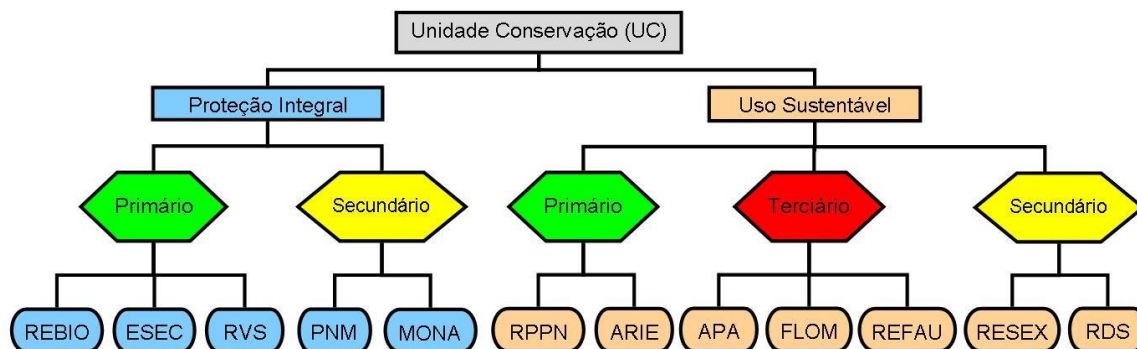 Unidade Conservação (UC)
Proteção Integral
Uso Sustentável
Primário
Secundário
Primário
Terciário
Secundário
REBIO
ESEC
RVS
PNM
MONA
RPPN
ARIE
APA
FLOM
REFAU
RESEX
RDS